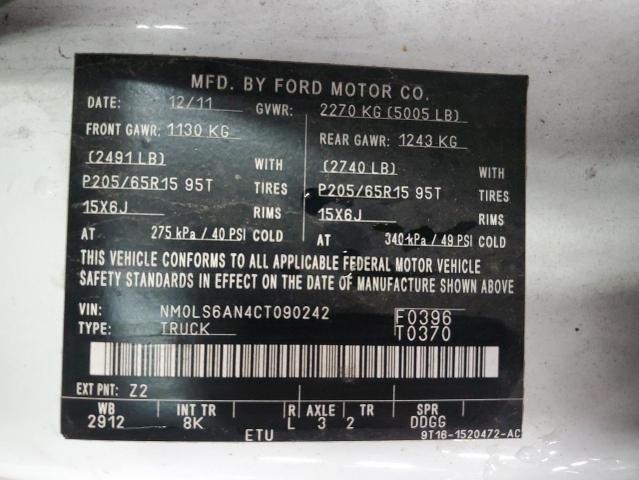 MFD. BY FORD MOTOR CO.
DATE: 12/11 GVWR: 2270 KG (5005 LB)
FRONT GAWR: 1130 KG REAR GAWR: 1243 KG
(2491 LB) WITH (2740 LB) WITH
P205/65R15 95T TIRES P205/65R15 95T TIRES
15X6J RIMS 15X6J RIMS
AT 275 kPa / 40 PSI COLD AT 340 kPa / 49 PSI COLD
THIS VEHICLE CONFORMS TO ALL APPLICABLE FEDERAL MOTOR VEHICLE
SAFETY STANDARDS IN EFFECT ON THE DATE OF MANUFACTURE SHOWN ABOVE
VIN: NM0LS6AN4CT090242 F0396
TYPE: TRUCK T0370
EXT PNT: Z2
WB INT TR R AXLE TR SPR
2912 8K L 3 2 DDGG
ETU 9T16-1520472-AC